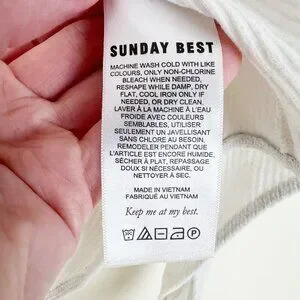 SUNDAY BEST
MACHINE WASH COLD WITH LIKE
COLOURS, ONLY NON-CHLORINE
BLEACH WHEN NEEDED,
RESHAPE WHILE DAMP, DRY
FLAT, COOL IRON ONLY IF
NEEDED, OR DRY CLEAN.
LAVER À LA MACHINE À L'EAU
FROIDE AVEC COULEURS
SEMBLABLES, UTILISER
SEULEMENT UN JAVELLISANT
SANS CHLORE AU BESOIN,
REMODELER PENDANT QUE
L'ARTICLE EST ENCORE HUMIDE,
SÉCHER À PLAT, REPASSAGE
DOUX SI NÉCESSAIRE, OU
NETTOYER À SEC.
MADE IN VIETNAM
FABRIQUÉ AU VIETNAM
Keep me at my best.